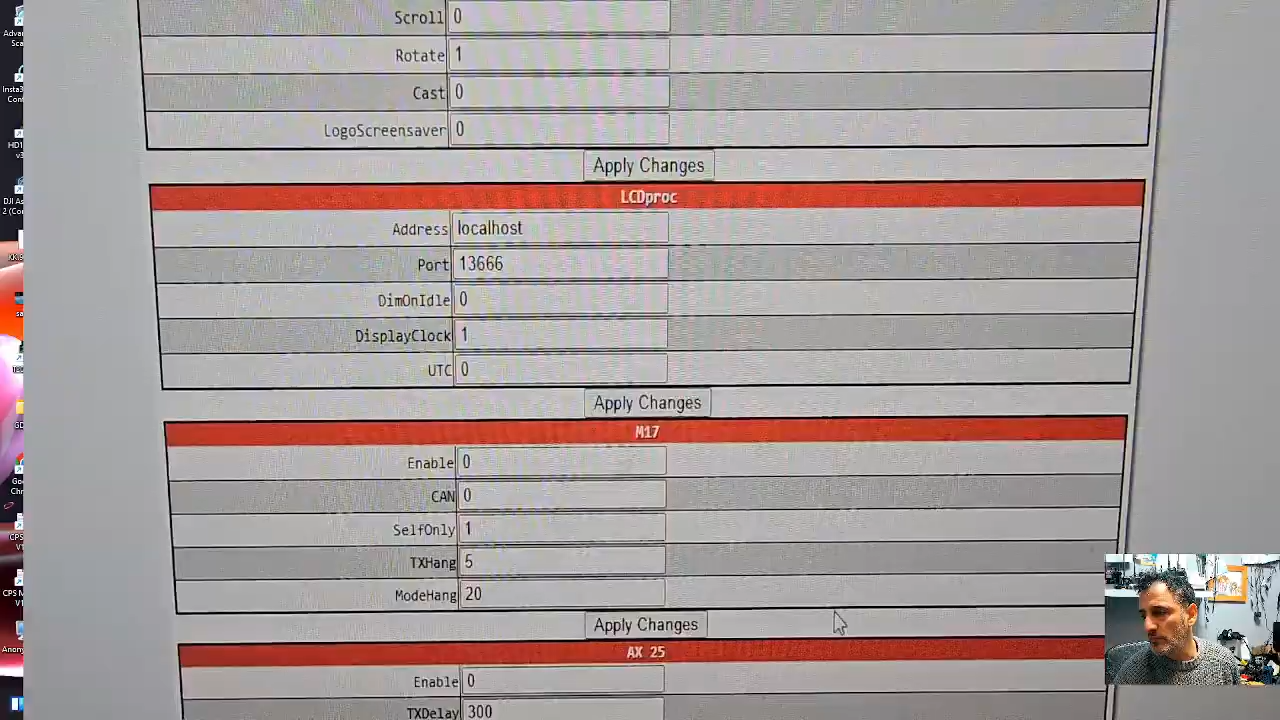 Scroll 0
Rotate 1
Cast 0
LogoScreensaver 0
Apply Changes
LCDproc
Address localhost
Port 13666
DimOnIdle 0
DisplayClock 1
UTC 0
Apply Changes
M17
Enable 0
CAN 0
SelfOnly 1
TXHang 5
ModeHang 20
Apply Changes
AX 25
Enable 0
TXDelay 300